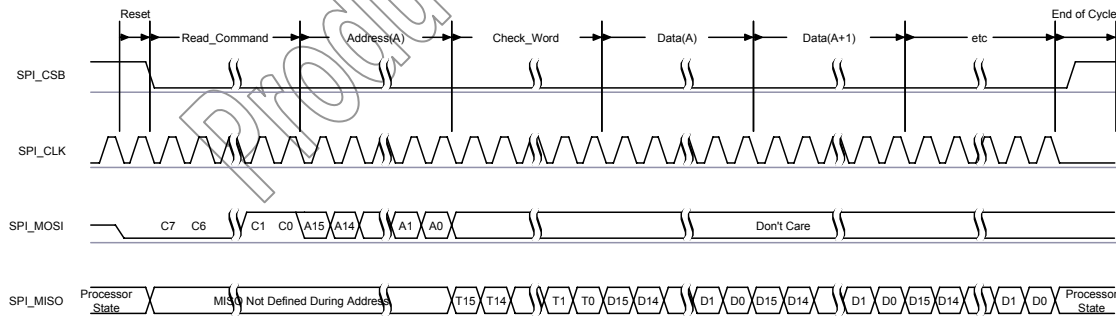 Reset
End of Cycle
Read_Command Address(A) Check_Word Data(A) Data(A+1) etc
SPI_CSB
SPI_CLK
SPI_MOSI C7 C6 C1 C0 A15 A14 A1 A0 Don't Care
SPI_MISO Processor State MISO Not Defined During Address T15 T14 T1 T0 D15 D14 D1 D0 D15 D14 D1 D0 D15 D14 D1 D0 Processor State
Produ